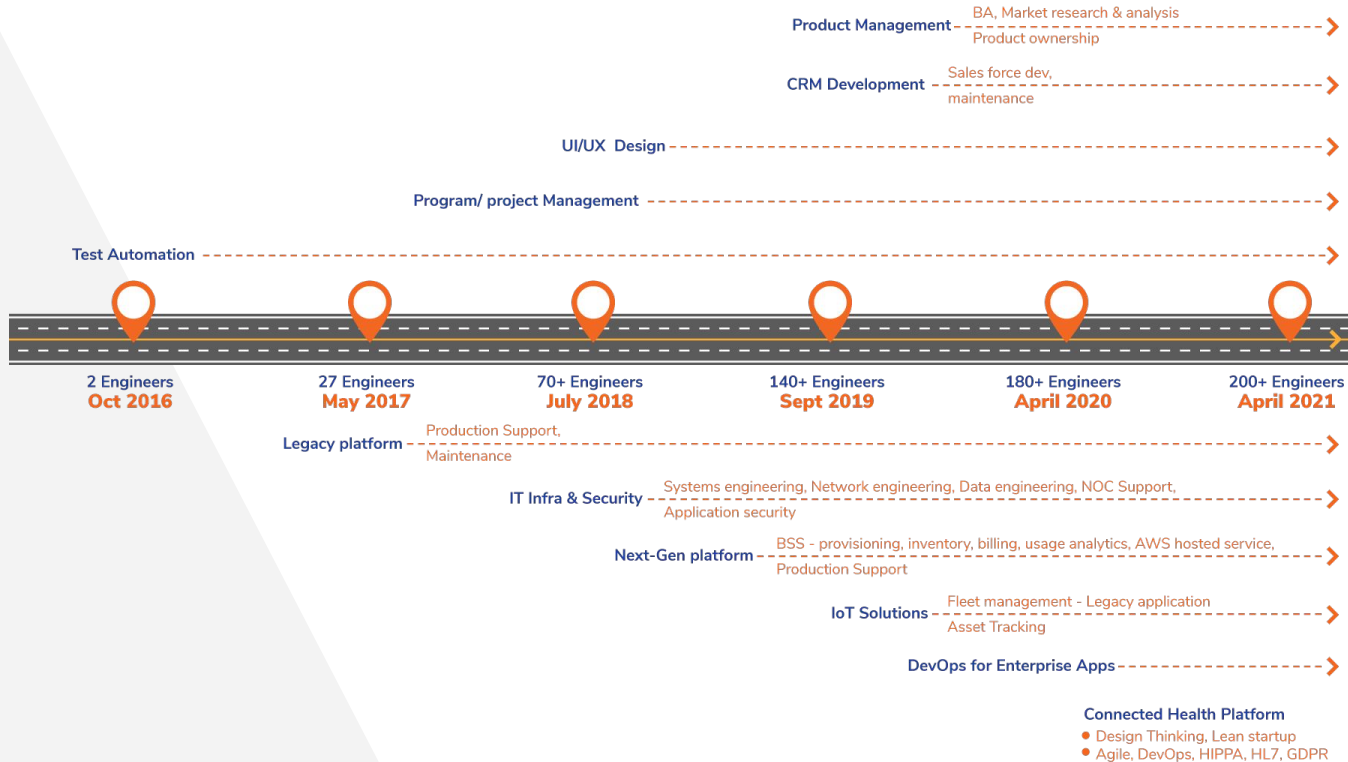 BA, Market research & analysis
Product Management
Product ownership
Sales force dev,
CRM Development
maintenance
UI/UX Design
Program/ project Management
Test Automation
2 Engineers
Oct 2016
27 Engineers
May 2017
70+ Engineers
July 2018
140+ Engineers
Sept 2019
180+ Engineers
April 2020
200+ Engineers
April 2021
Production Support,
Legacy platform
Maintenance
Systems engineering, Network engineering, Data engineering, NOC Support,
IT Infra & Security
Application security
BSS - provisioning, inventory, billing, usage analytics, AWS hosted service,
Next-Gen platform
Production Support
Fleet management - Legacy application
IoT Solutions
Asset Tracking
DevOps for Enterprise Apps
Connected Health Platform
Design Thinking, Lean startup
Agile, DevOps, HIPPA, HL7, GDPR